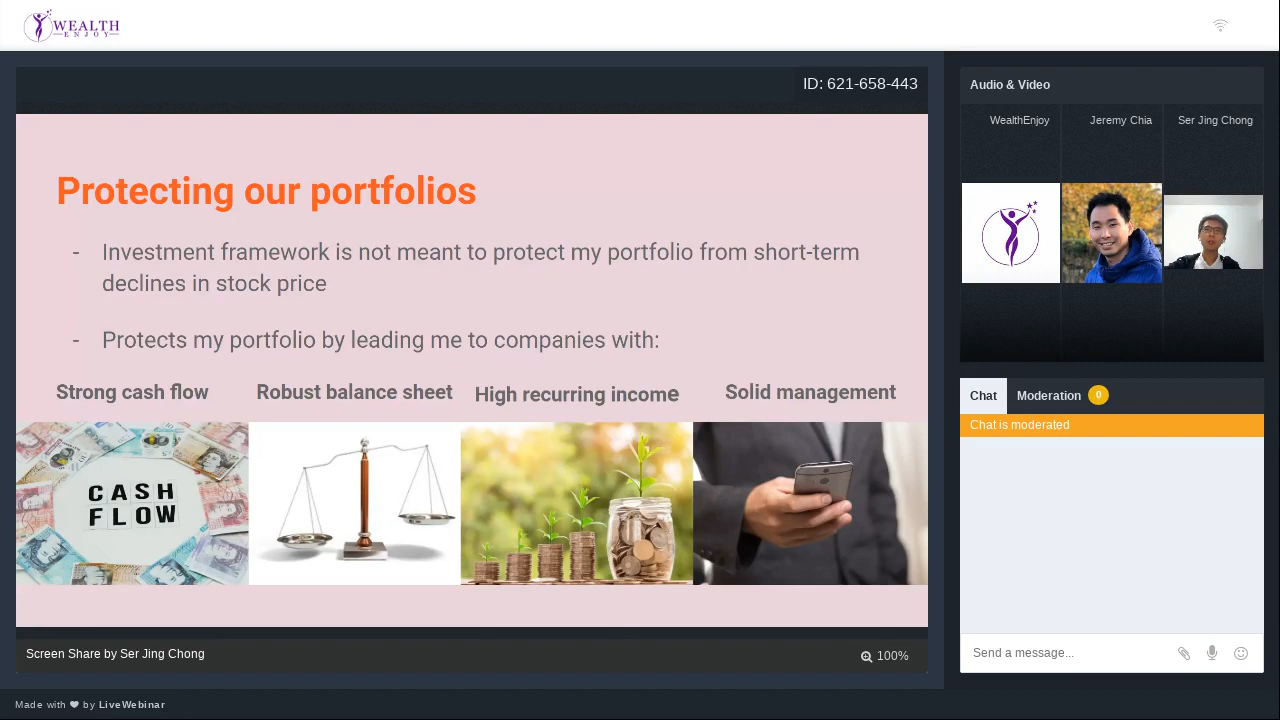 WEALTH
ENJOY
ID: 621-658-443
Protecting our portfolios
- Investment framework is not meant to protect my portfolio from short-term
declines in stock price
- Protects my portfolio by leading me to companies with:
Strong cash flow Robust balance sheet High recurring income Solid management
CASH
FLOW
Screen Share by Ser Jing Chong
100%
Audio & Video
WealthEnjoy Jeremy Chia Ser Jing Chong
Chat Moderation 0
Chat is moderated
Send a message...
Made with ❤ by LiveWebinar